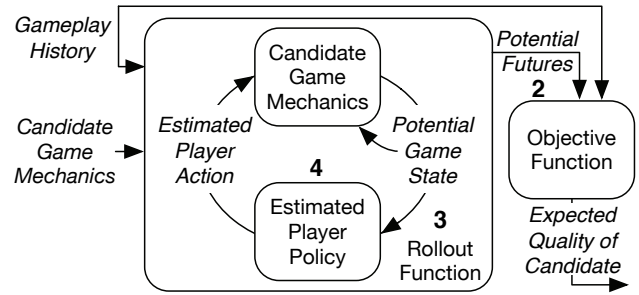 Gameplay
History
Candidate
Game
Mechanics
Candidate
Game
Mechanics
Estimated
Player
Action
Potential
Game
State
4
Estimated
Player
Policy
3
Rollout
Function
Potential
Futures
2
Objective
Function
Expected
Quality of
Candidate